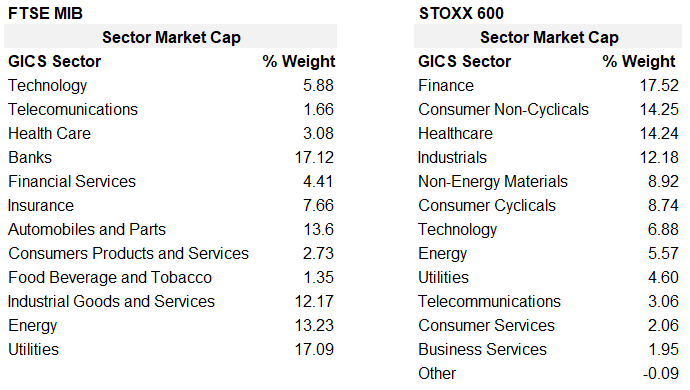 FTSE MIB
Sector Market Cap
GICS Sector % Weight
Technology 5.88
Telecomunications 1.66
Health Care 3.08
Banks 17.12
Financial Services 4.41
Insurance 7.66
Automobiles and Parts 13.6
Consumers Products and Services 2.73
Food Beverage and Tobacco 1.35
Industrial Goods and Services 12.17
Energy 13.23
Utilities 17.09
STOXX 600
Sector Market Cap
GICS Sector % Weight
Finance 17.52
Consumer Non-Cyclicals 14.25
Healthcare 14.24
Industrials 12.18
Non-Energy Materials 8.92
Consumer Cyclicals 8.74
Technology 6.88
Energy 5.57
Utilities 4.60
Telecommunications 3.06
Consumer Services 2.06
Business Services 1.95
Other -0.09